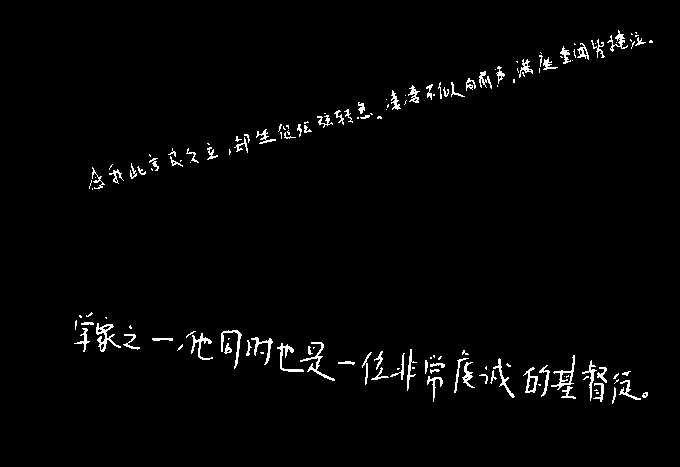 感我此言良久立，却坐促弦弦转急。凄凄不似向前声，满座重闻皆掩泣。
学家之一，他同时也是一位非常虔诚的基督徒。